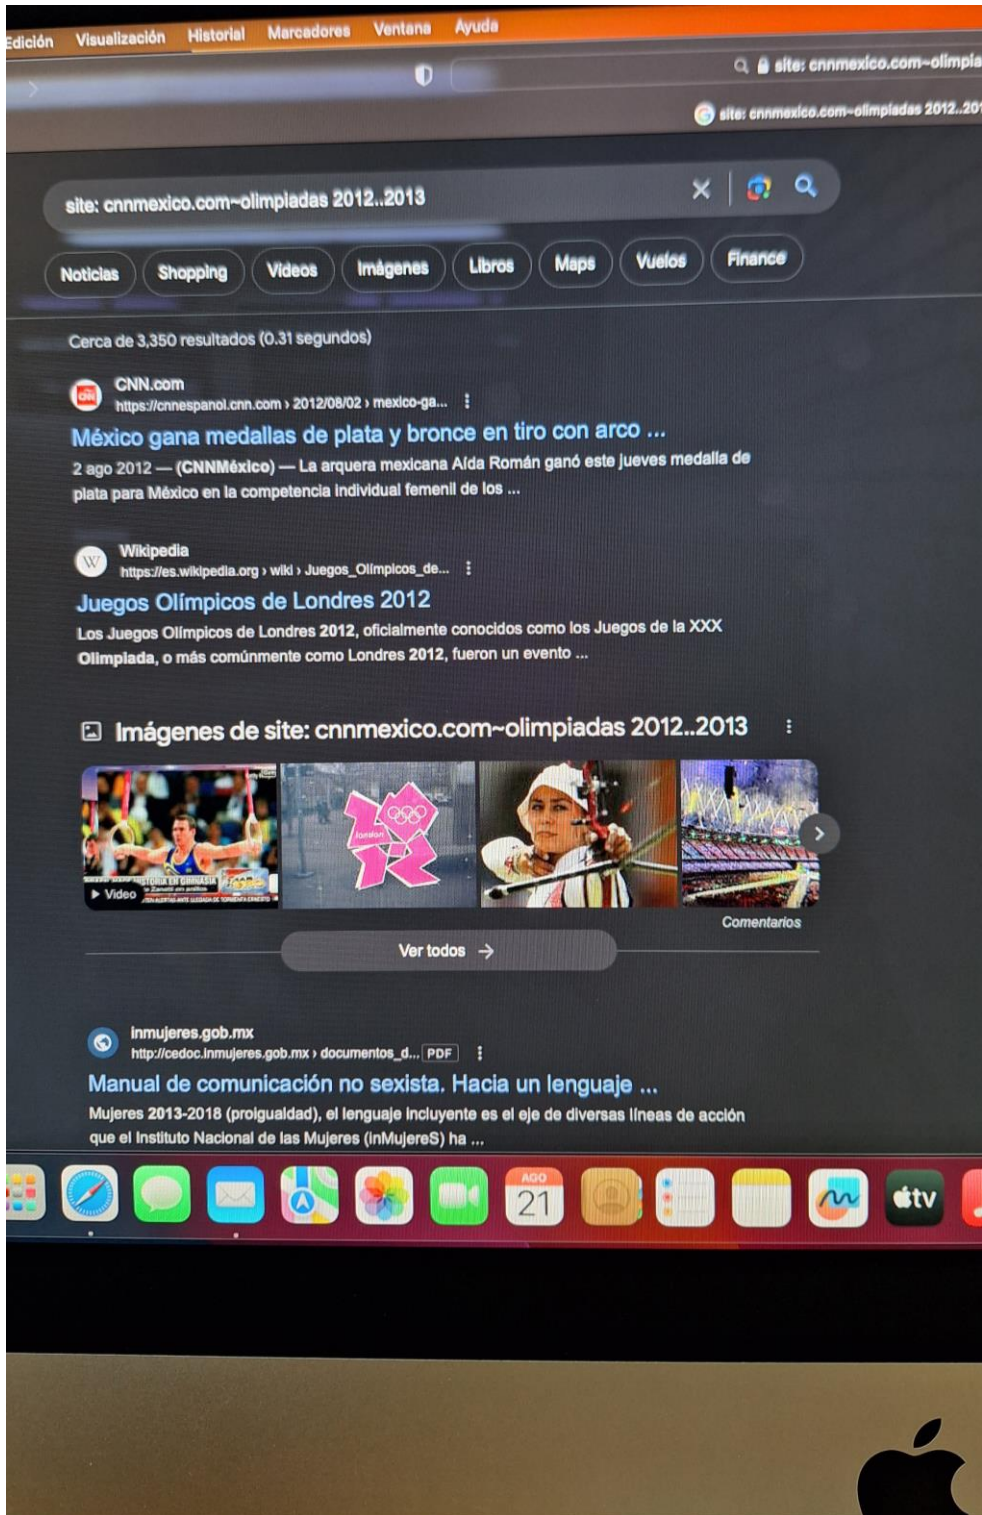 Edición Visualización Historial Marcadores Ventana Ayuda
site: cnnmexico.com~olimpia
site: cnnmexico.com~olimpiadas 2012..201
site: cnnmexico.com~olimpiadas 2012..2013
Noticias Shopping Videos Imágenes Libros Maps Vuelos Finance
Cerca de 3,350 resultados (0.31 segundos)
CNN.com
https://cnnespanol.cnn.com › 2012/08/02 › mexico-ga...
México gana medallas de plata y bronce en tiro con arco ...
2 ago 2012 — (CNNMéxico) — La arquera mexicana Aída Román ganó este jueves medalla de
plata para México en la competencia individual femenil de los ...
W Wikipedia
https://es.wikipedia.org › wiki › Juegos_Olímpicos_de...
Juegos Olímpicos de Londres 2012
Los Juegos Olímpicos de Londres 2012, oficialmente conocidos como los Juegos de la XXX
Olimpiada, o más comúnmente como Londres 2012, fueron un evento ...
Imágenes de site: cnnmexico.com~olimpiadas 2012..2013
london
HISTORIA EN GIMNASIA
Zanetti en anillos
Video
Comentarios
Ver todos →
inmujeres.gob.mx
http://cedoc.inmujeres.gob.mx › documentos_d... PDF
Manual de comunicación no sexista. Hacia un lenguaje ...
Mujeres 2013-2018 (proigualdad), el lenguaje incluyente es el eje de diversas líneas de acción
que el Instituto Nacional de las Mujeres (InMujereS) ha ...
AGO
21
tv